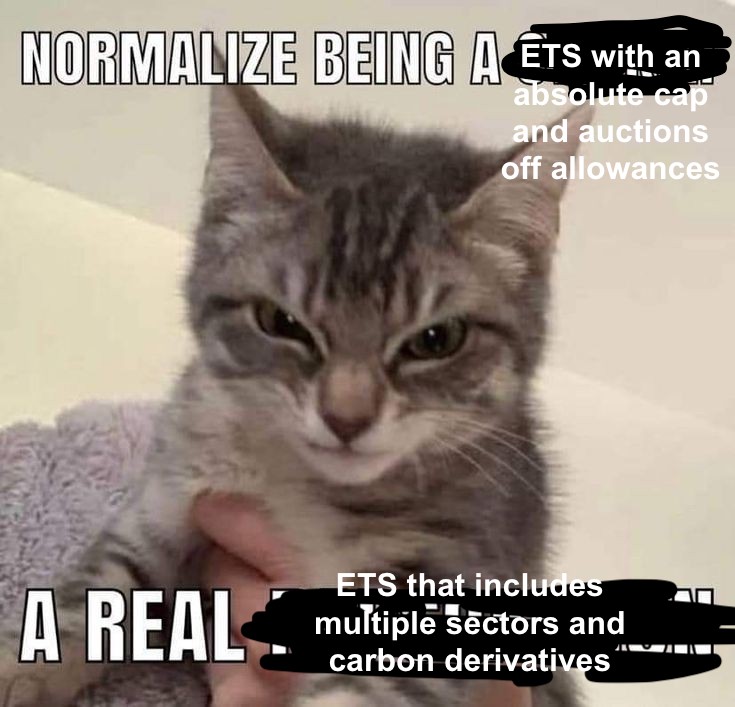 NORMALIZE BEING A ETS with an
absolute cap
and auctions
off allowances
ETS that includes
A REAL multiple sectors and
carbon derivatives